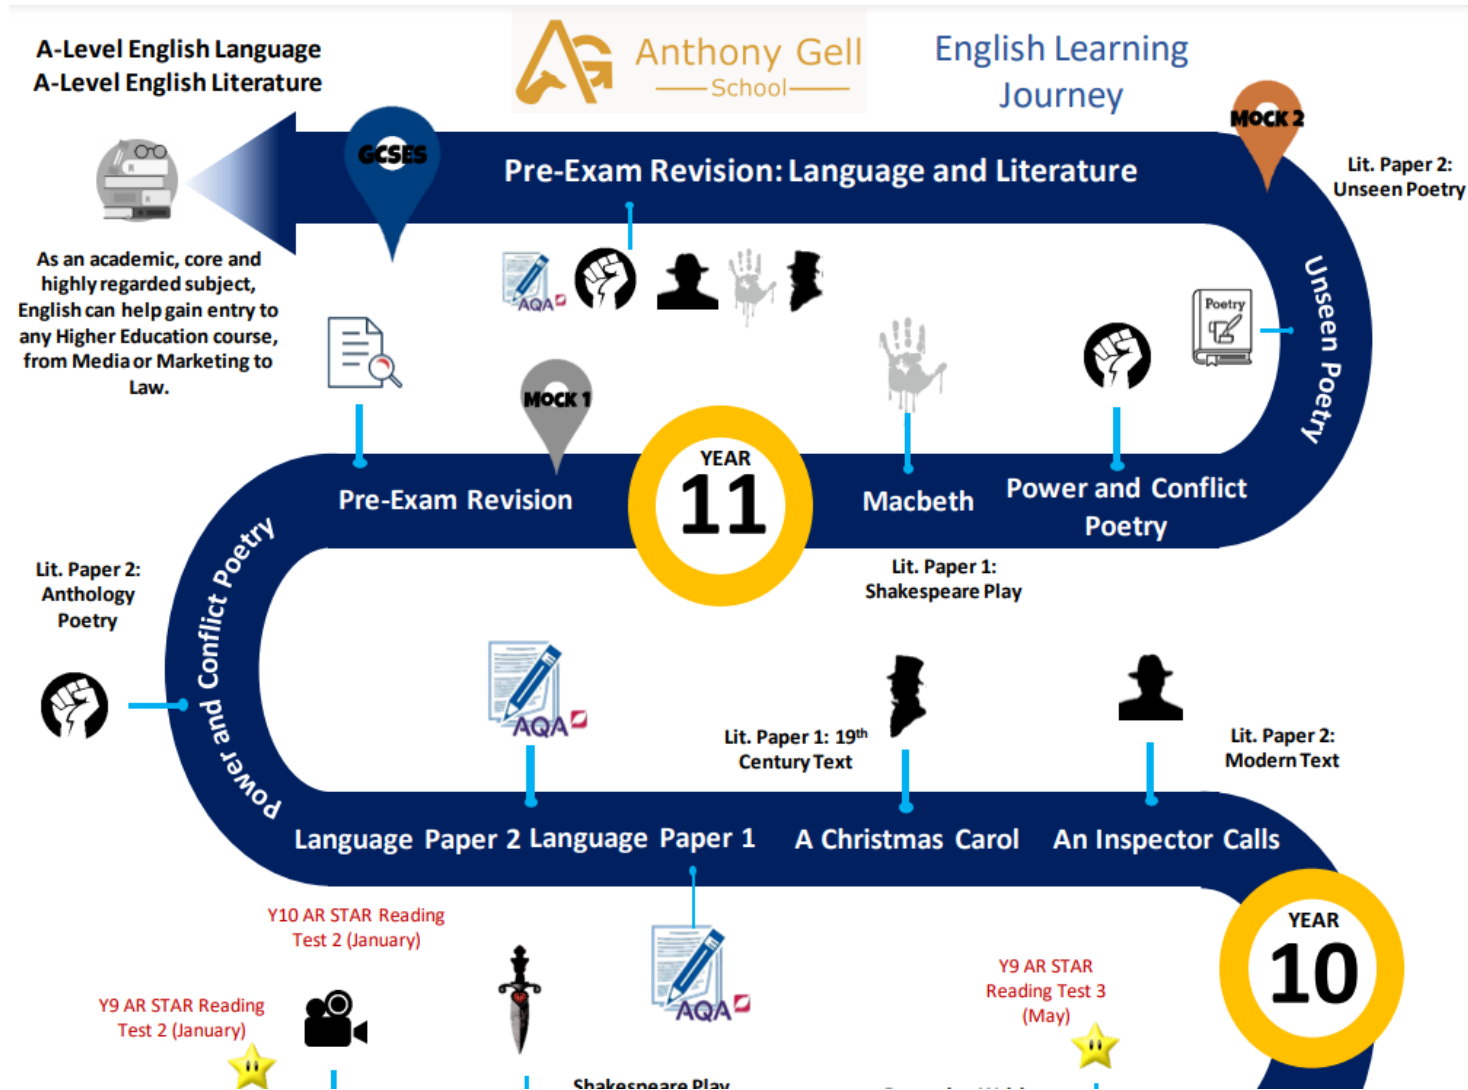 A-Level English Language
A-Level English Literature
Anthony Gell
School
English Learning
Journey
MOCK 2
GCSES
Pre-Exam Revision: Language and Literature
Lit. Paper 2:
Unseen Poetry
As an academic, core and
highly regarded subject,
English can help gain entry to
any Higher Education course,
from Media or Marketing to
Law.
AQA
Poetry
Unseen Poetry
MOCK 1
YEAR
11
Pre-Exam Revision
Macbeth
Power and Conflict
Poetry
Lit. Paper 1:
Shakespeare Play
Lit. Paper 2:
Anthology
Poetry
Power and Conflict Poetry
AQA
Lit. Paper 1: 19th
Century Text
Lit. Paper 2:
Modern Text
Language Paper 2 Language Paper 1
A Christmas Carol
An Inspector Calls
YEAR
10
Y10 AR STAR Reading
Test 2 (January)
AQA
Y9 AR STAR
Reading Test 3
(May)
Y9 AR STAR Reading
Test 2 (January)
Shakespeare Play